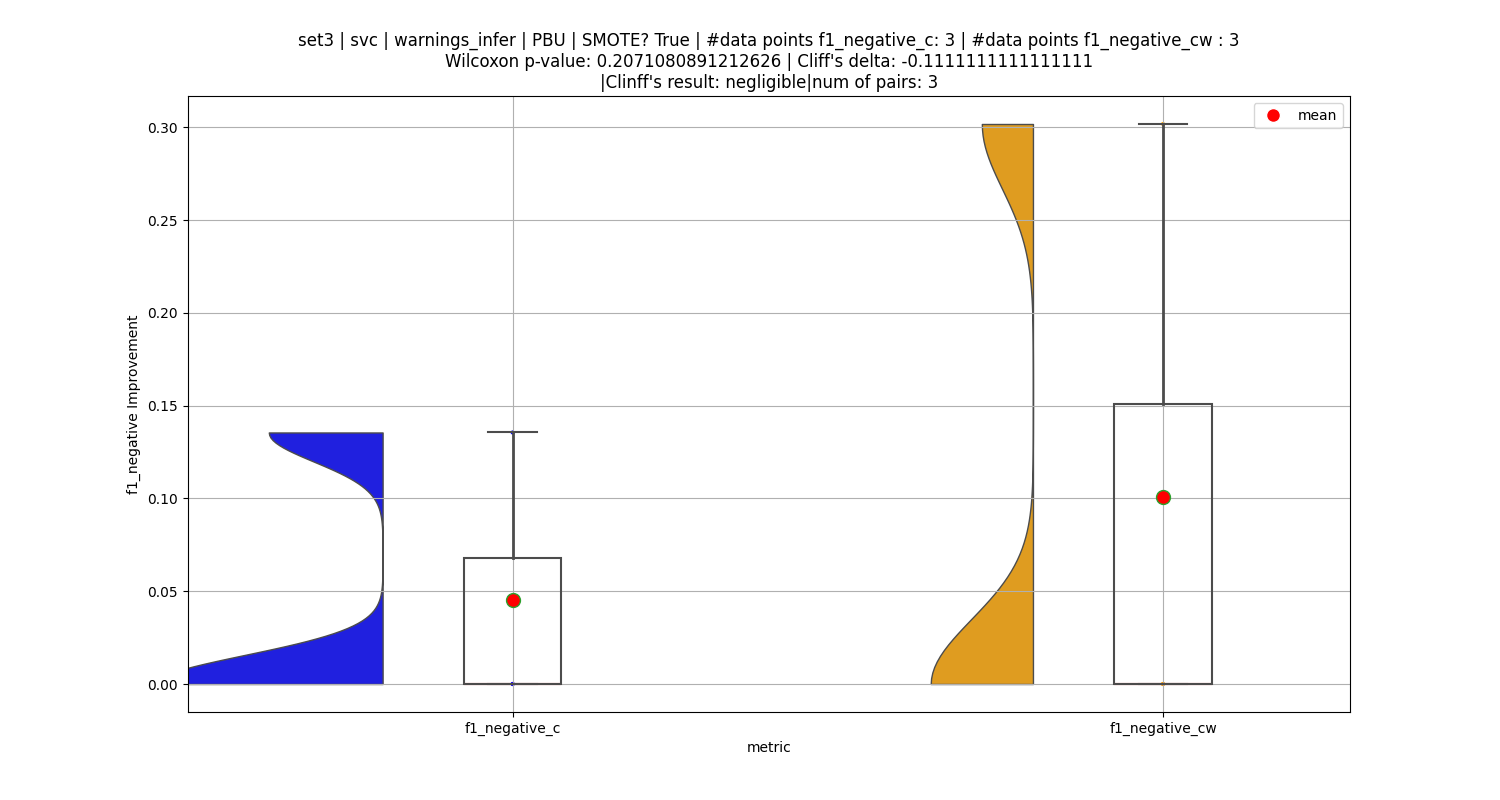 set3 | svc | warnings_infer | PBU | SMOTE? True | #data points f1_negative_c: 3 | #data points f1_negative_cw : 3
Wilcoxon p-value: 0.2071080891212626 | Cliff's delta: -0.1111111111111111
|Clinff's result: negligible|num of pairs: 3
mean
0.30
0.25
0.20
0.15
0.10
0.05
0.00
f1_negative Improvement
f1_negative_c
f1_negative_cw
metric